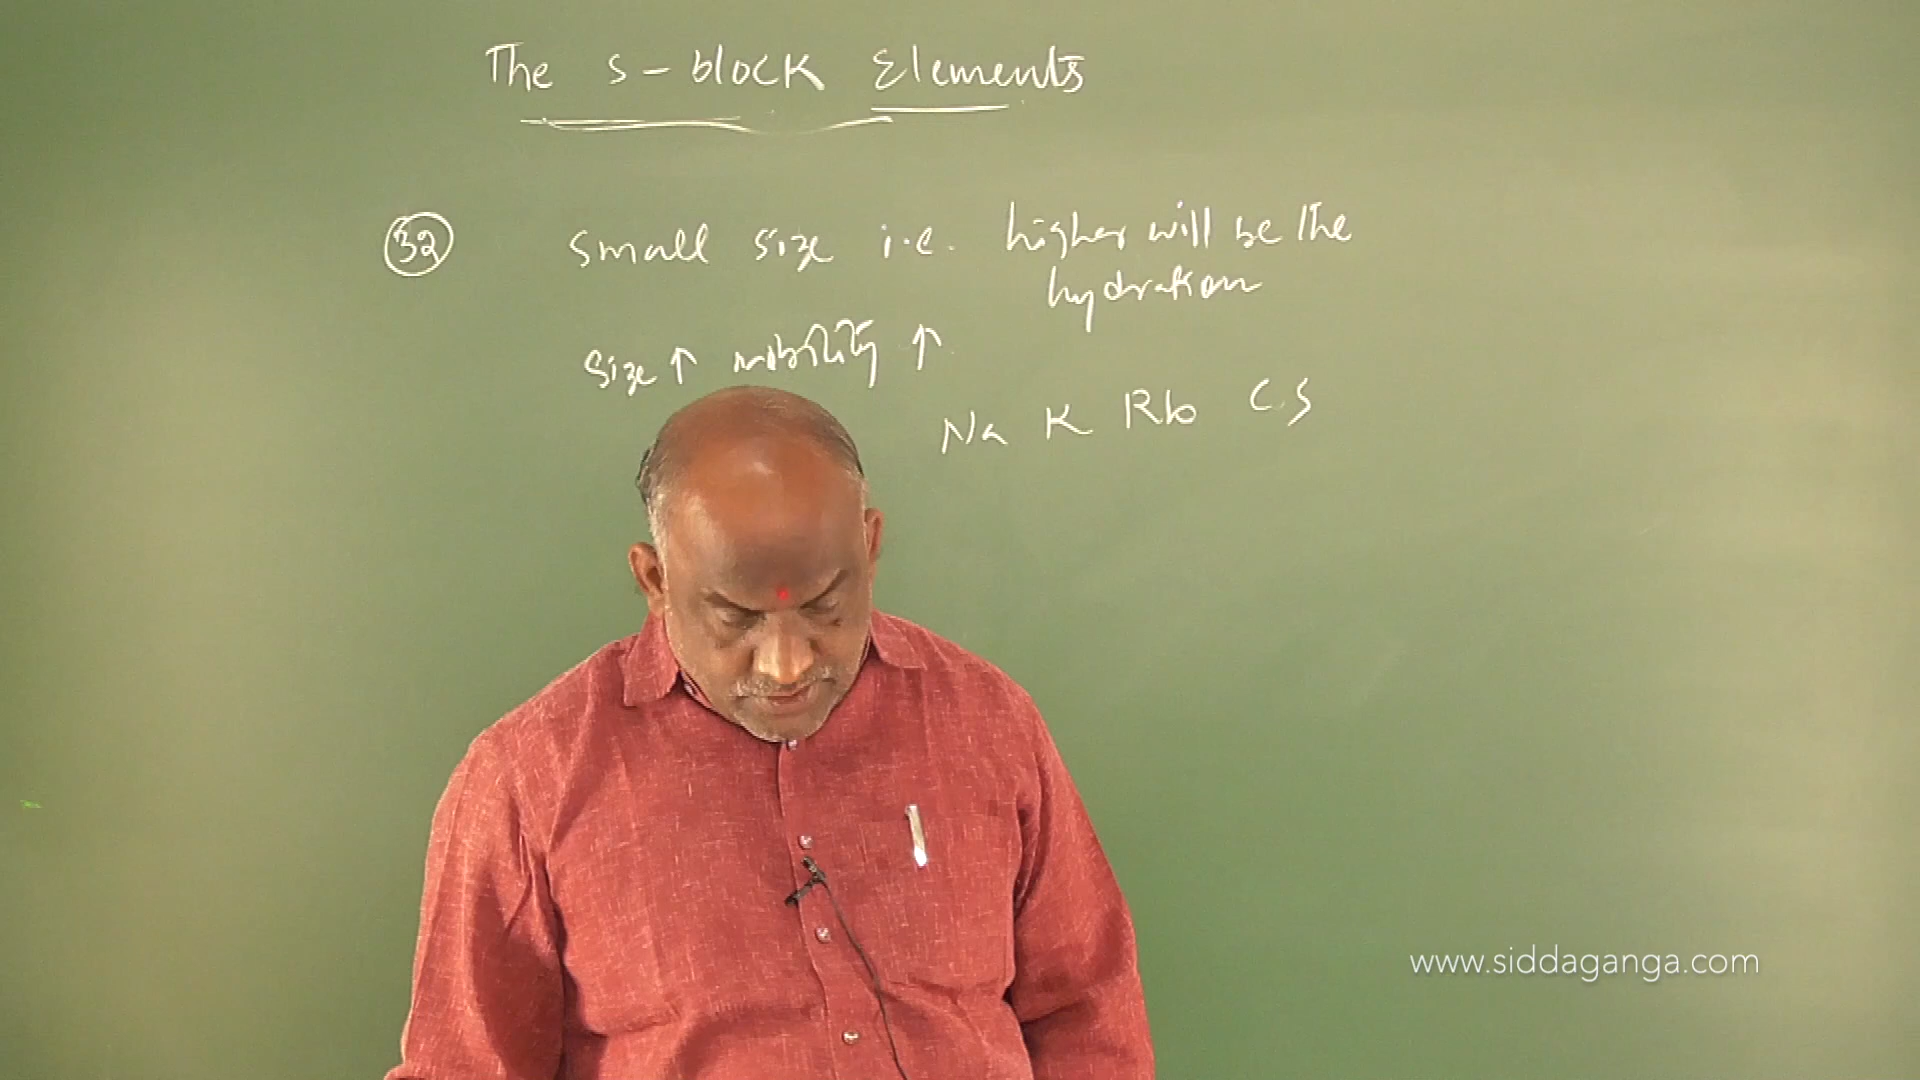 The s-block Elements
32
Small size i.e. higher will be the
hydration
Size ↑ mobility ↑
Na K Rb Cs
www.siddaganga.com